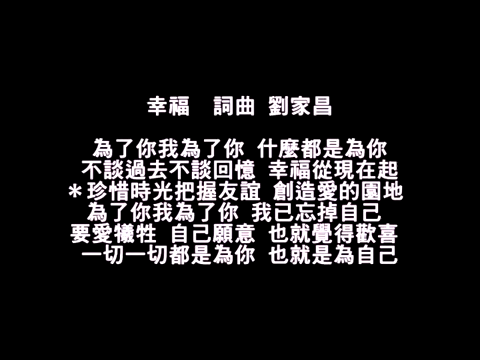 幸福　詞曲 劉家昌
為了你我為了你 什麼都是為你
不談過去不談回憶 幸福從現在起
＊珍惜時光把握友誼 創造愛的園地
為了你我為了你 我已忘掉自己
要愛犧牲 自己願意 也就覺得歡喜
一切一切都是為你 也就是為自己